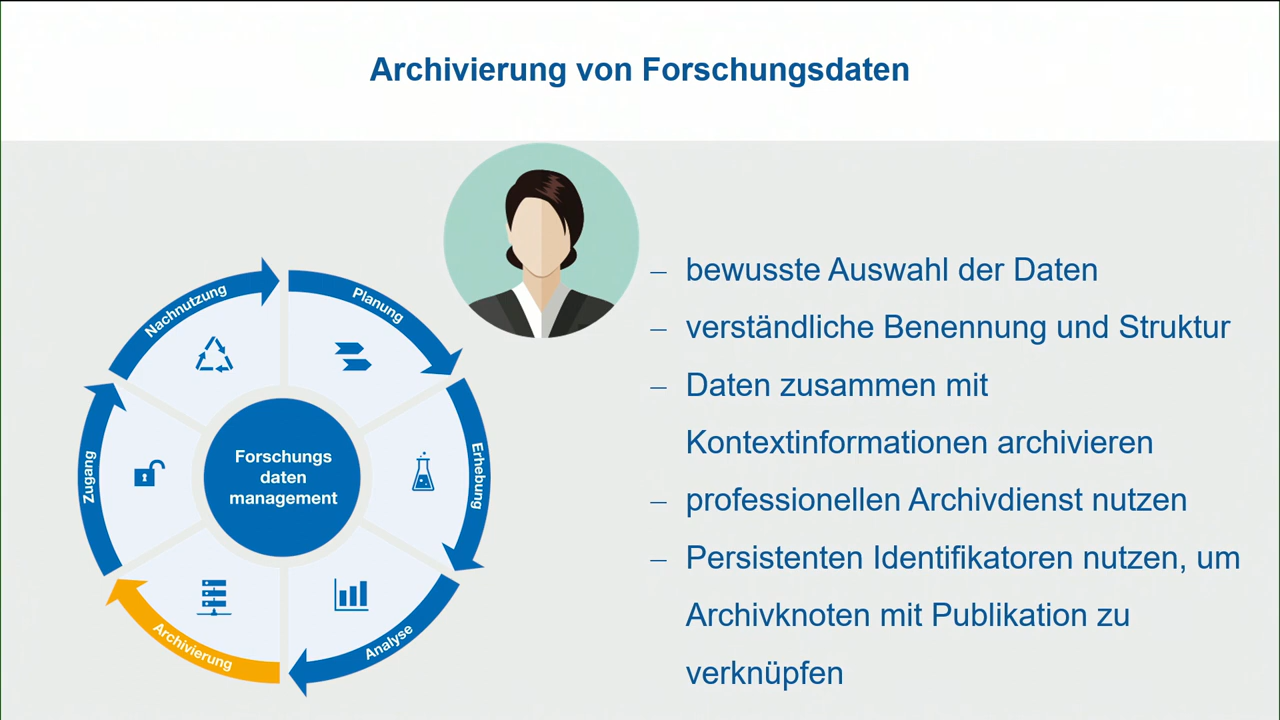 Archivierung von Forschungsdaten
Nachnutzung
Planung
Zugang
Erhebung
Forschungs
daten
management
Archivierung
Analyse
– bewusste Auswahl der Daten
– verständliche Benennung und Struktur
– Daten zusammen mit
Kontextinformationen archivieren
– professionellen Archivdienst nutzen
– Persistenten Identifikatoren nutzen, um
Archivknoten mit Publikation zu
verknüpfen